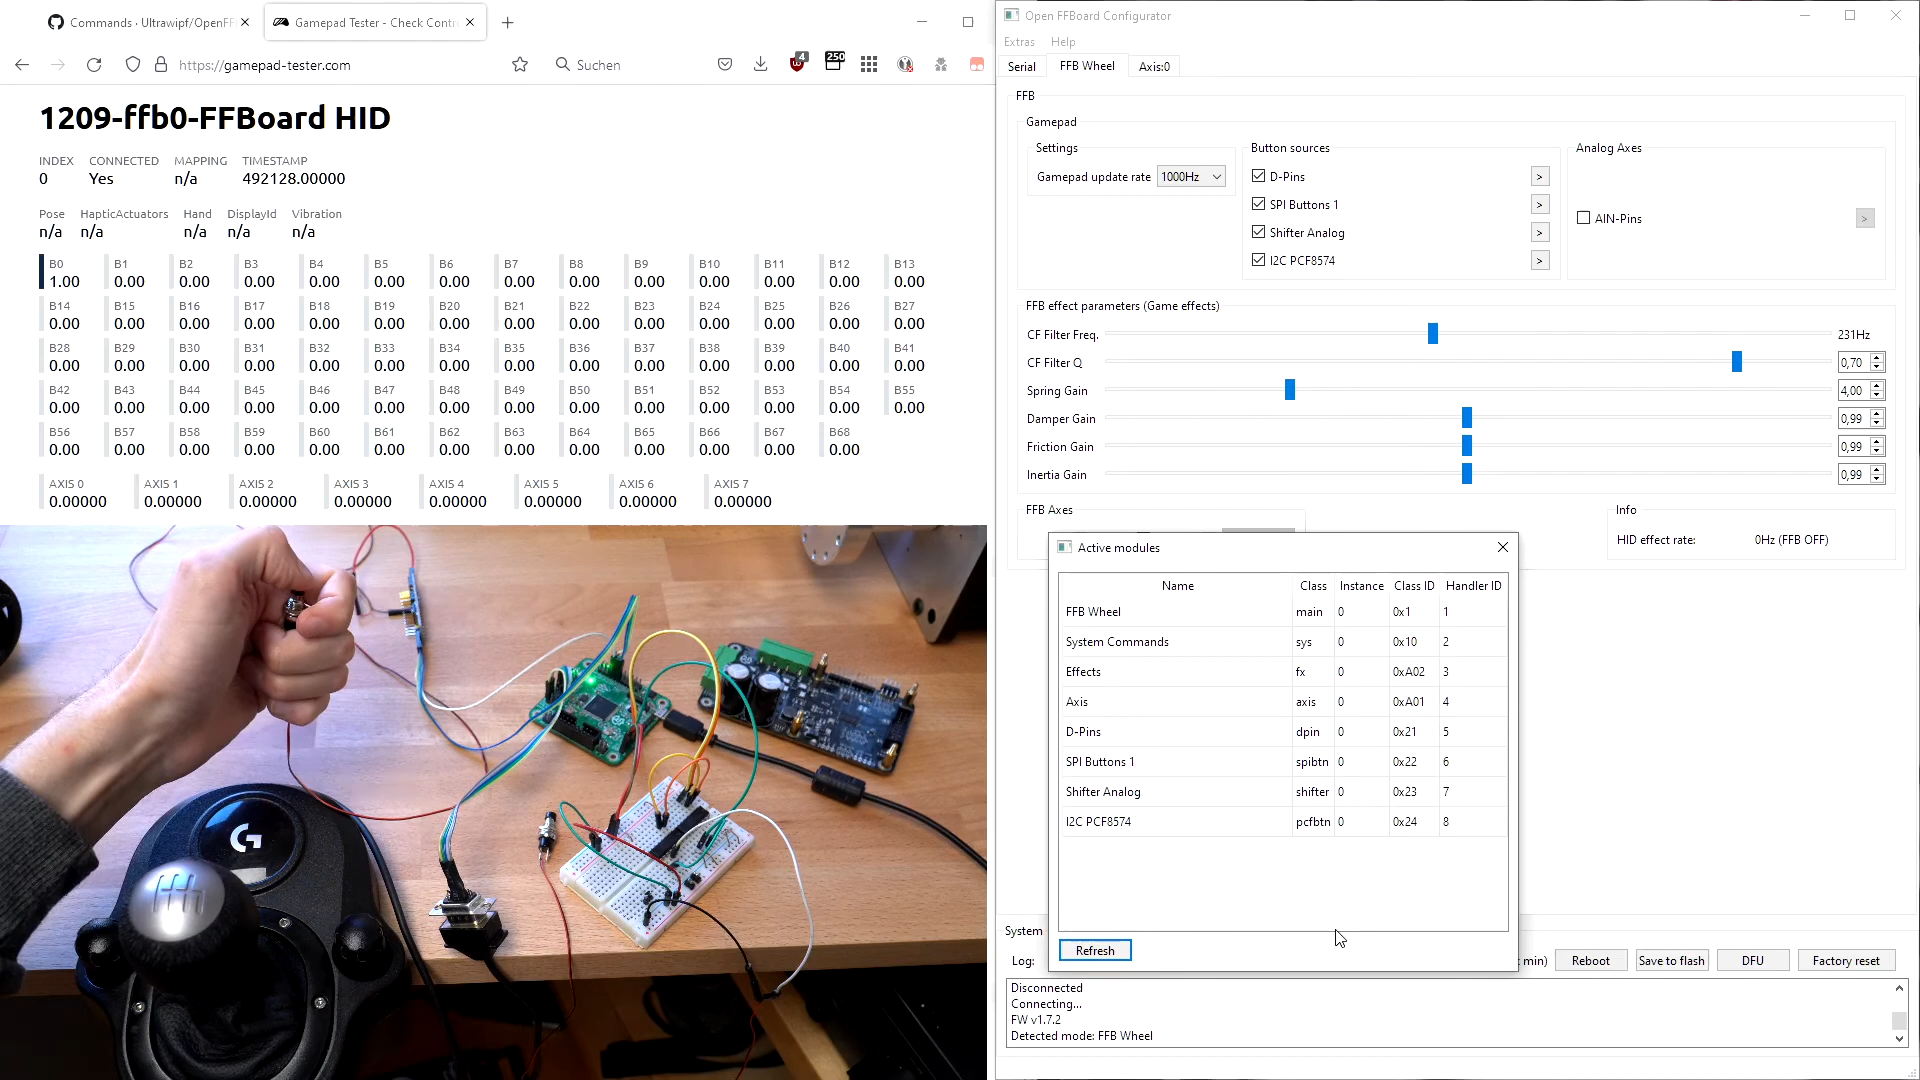 Commands · Ultrawipf/OpenFF
Gamepad Tester - Check Contr
https://gamepad-tester.com
Suchen
4
250
1209-ffb0-FFBoard HID
INDEX CONNECTED MAPPING TIMESTAMP
0 Yes n/a 492128.00000
Pose HapticActuators Hand DisplayId Vibration
n/a n/a n/a n/a n/a
B0 B1 B2 B3 B4 B5 B6 B7 B8 B9 B10 B11 B12 B13
1.00 0.00 0.00 0.00 0.00 0.00 0.00 0.00 0.00 0.00 0.00 0.00 0.00 0.00
B14 B15 B16 B17 B18 B19 B20 B21 B22 B23 B24 B25 B26 B27
0.00 0.00 0.00 0.00 0.00 0.00 0.00 0.00 0.00 0.00 0.00 0.00 0.00 0.00
B28 B29 B30 B31 B32 B33 B34 B35 B36 B37 B38 B39 B40 B41
0.00 0.00 0.00 0.00 0.00 0.00 0.00 0.00 0.00 0.00 0.00 0.00 0.00 0.00
B42 B43 B44 B45 B46 B47 B48 B49 B50 B51 B52 B53 B54 B55
0.00 0.00 0.00 0.00 0.00 0.00 0.00 0.00 0.00 0.00 0.00 0.00 0.00 0.00
B56 B57 B58 B59 B60 B61 B62 B63 B64 B65 B66 B67 B68
0.00 0.00 0.00 0.00 0.00 0.00 0.00 0.00 0.00 0.00 0.00 0.00 0.00
AXIS 0 AXIS 1 AXIS 2 AXIS 3 AXIS 4 AXIS 5 AXIS 6 AXIS 7
0.00000 0.00000 0.00000 0.00000 0.00000 0.00000 0.00000 0.00000
Open FFBoard Configurator
Extras Help
Serial FFB Wheel Axis:0
FFB
Gamepad
Settings
Gamepad update rate 1000Hz
Button sources
D-Pins >
SPI Buttons 1 >
Shifter Analog >
I2C PCF8574 >
Analog Axes
AIN-Pins >
FFB effect parameters (Game effects)
CF Filter Freq. 231Hz
CF Filter Q 0,70
Spring Gain 4,00
Damper Gain 0,99
Friction Gain 0,99
Inertia Gain 0,99
FFB Axes
Info
HID effect rate: 0Hz (FFB OFF)
Active modules
Name Class Instance Class ID Handler ID
FFB Wheel main 0 0x1 1
System Commands sys 0 0x10 2
Effects fx 0 0xA02 3
Axis axis 0 0xA01 4
D-Pins dpin 0 0x21 5
SPI Buttons 1 spibtn 0 0x22 6
Shifter Analog shifter 0 0x23 7
I2C PCF8574 pcfbtn 0 0x24 8
Refresh
System
Log: min) Reboot Save to flash DFU Factory reset
Disconnected
Connecting...
FW v1.7.2
Detected mode: FFB Wheel